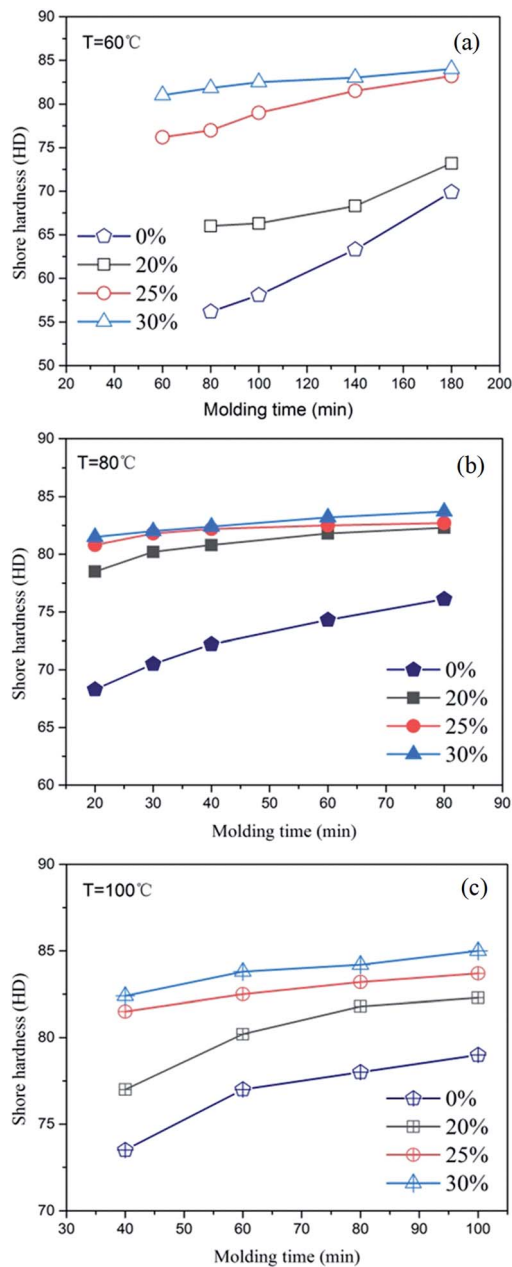 T=60℃
(a)
90
85
80
75
70
65
60
55
50
Shore hardness (HD)
0%
20%
25%
30%
20 40 60 80 100 120 140 160 180 200
Molding time (min)
T=80℃
(b)
90
85
80
75
70
65
60
Shore hardness (HD)
0%
20%
25%
30%
20 30 40 50 60 70 80 90
Molding time (min)
T=100℃
(c)
90
85
80
75
70
Shore hardness (HD)
0%
20%
25%
30%
30 40 50 60 70 80 90 100
Molding time (min)